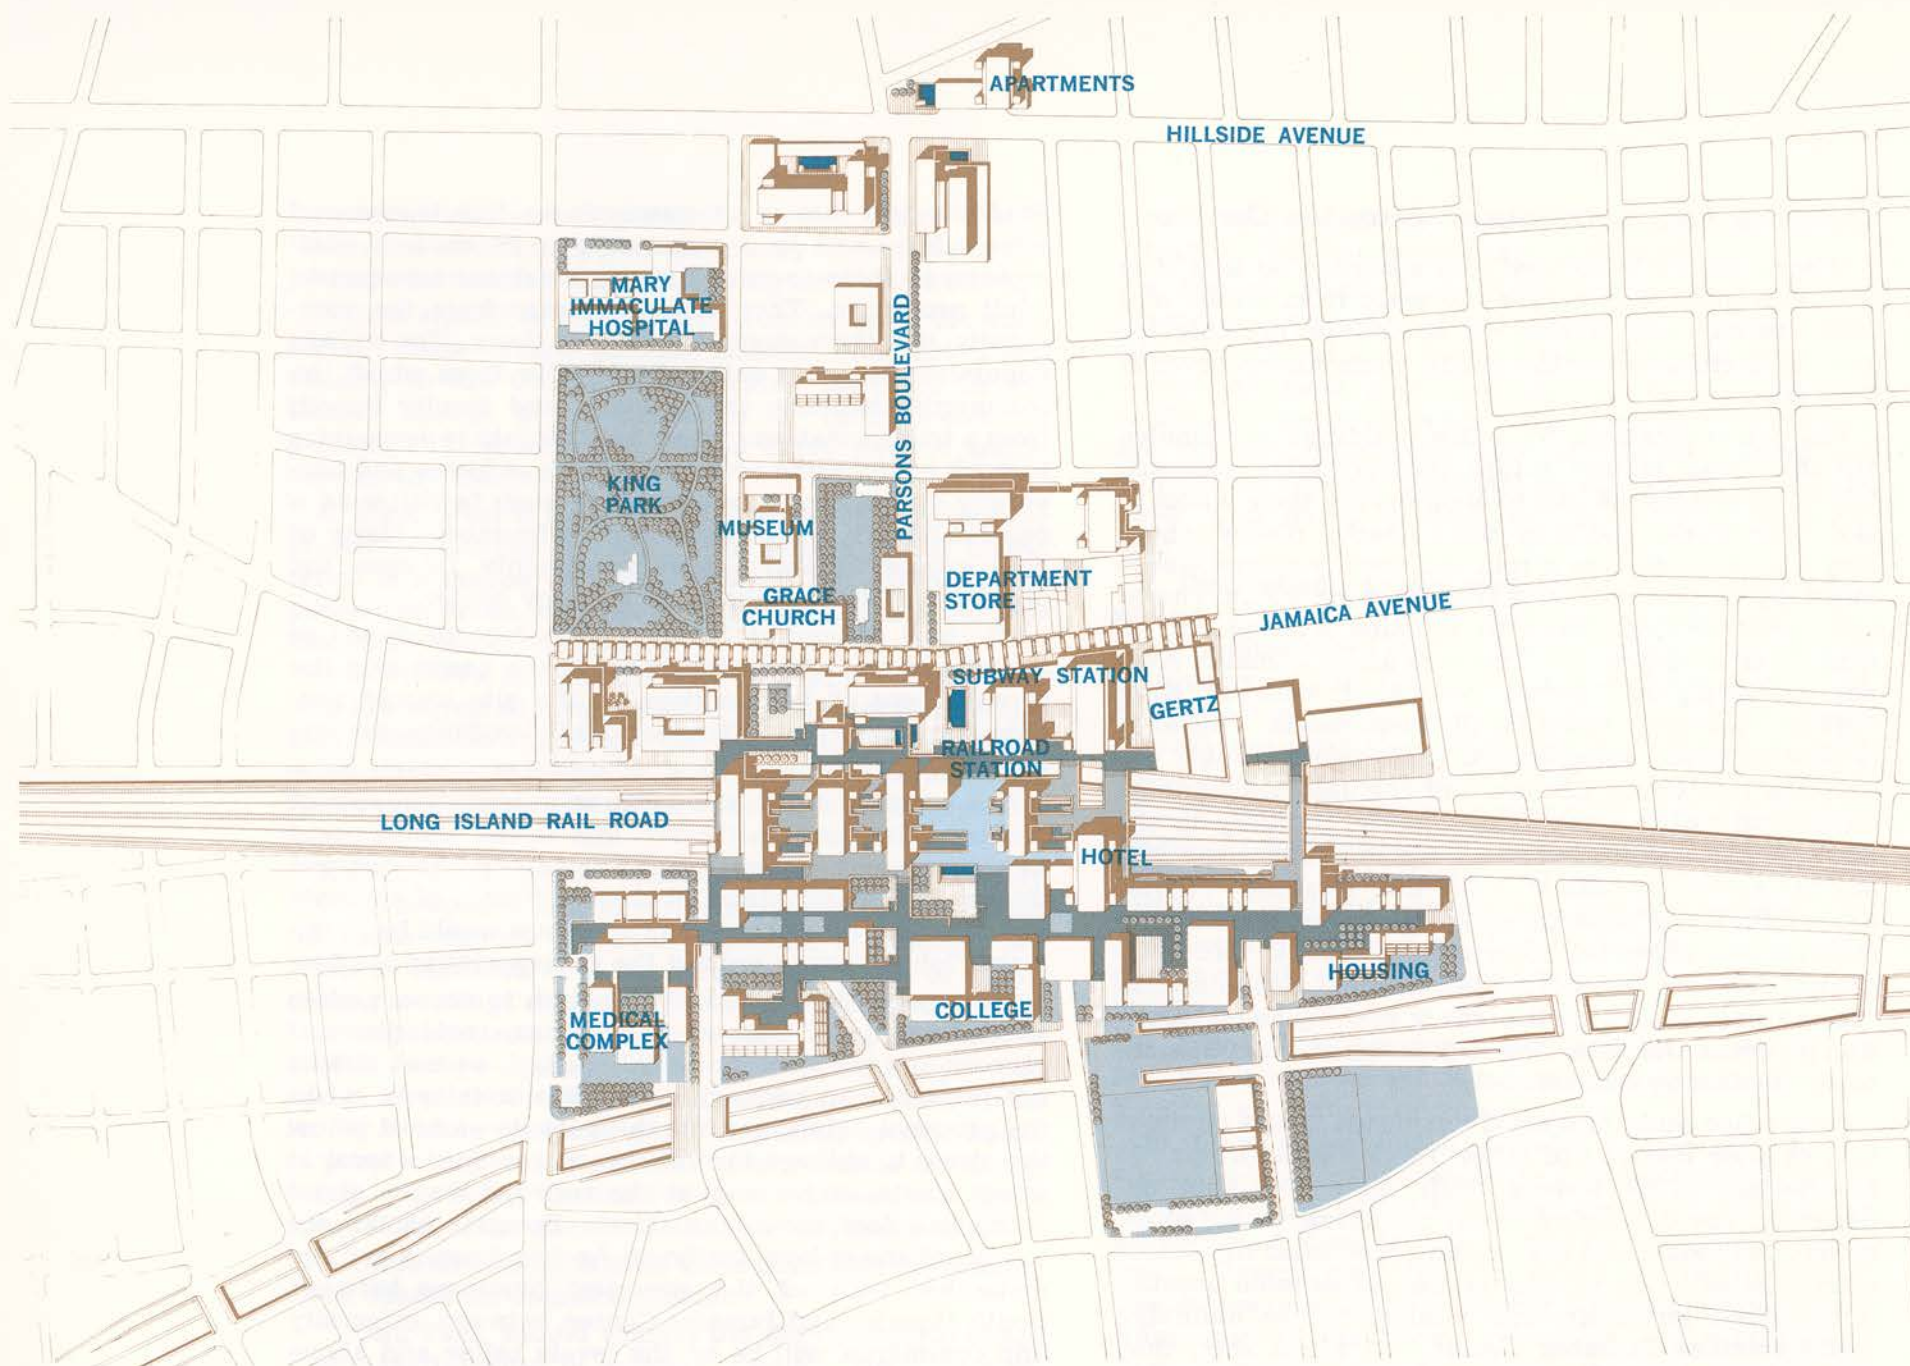 APARTMENTS
HILLSIDE AVENUE
MARY
IMMACULATE
HOSPITAL
PARSONS BOULEVARD
KING
PARK
MUSEUM
GRACE
CHURCH
DEPARTMENT
STORE
JAMAICA AVENUE
SUBWAY STATION
GERTZ
RAILROAD
STATION
LONG ISLAND RAIL ROAD
HOTEL
HOUSING
COLLEGE
MEDICAL
COMPLEX